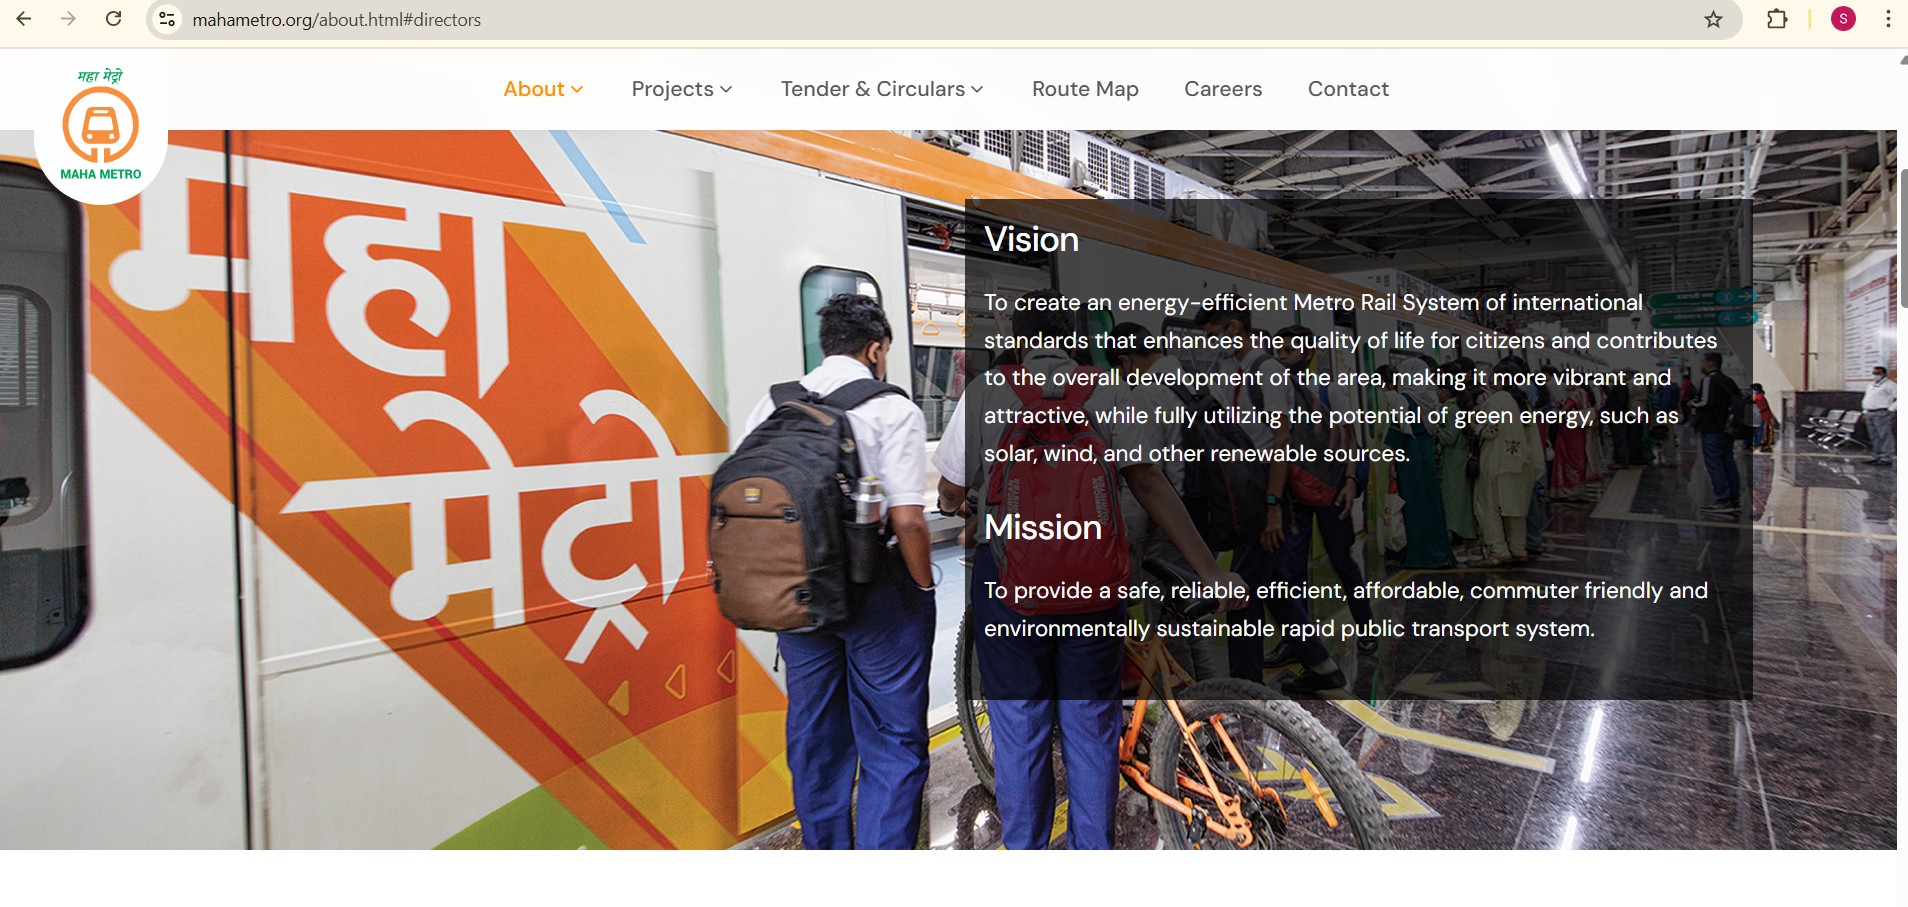 mahametro.org/about.html#directors
S
महा मेट्रो
MAHA METRO
About
Projects
Tender & Circulars
Route Map
Careers
Contact
महा
मेट्रो
Vision
To create an energy-efficient Metro Rail System of international
standards that enhances the quality of life for citizens and contributes
to the overall development of the area, making it more vibrant and
attractive, while fully utilizing the potential of green energy, such as
solar, wind, and other renewable sources.
Mission
To provide a safe, reliable, efficient, affordable, commuter friendly and
environmentally sustainable rapid public transport system.